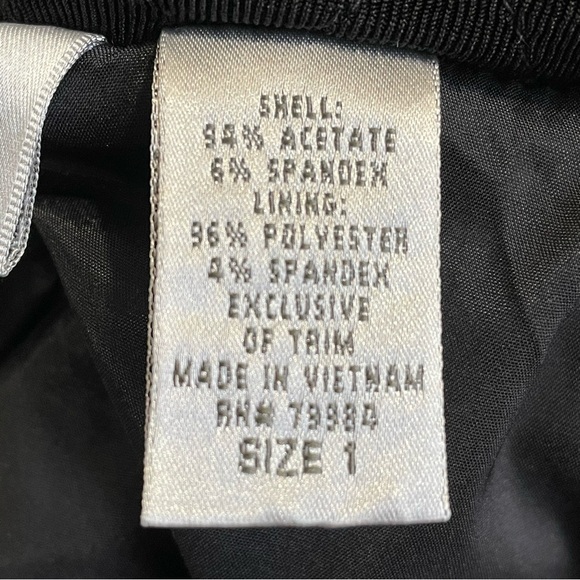 SHELL:
94% ACETATE
6% SPANDEX
LINING:
96% POLYESTER
4% SPANDEX
EXCLUSIVE
OF TRIM
MADE IN VIETNAM
RN# 79984
SIZE 1